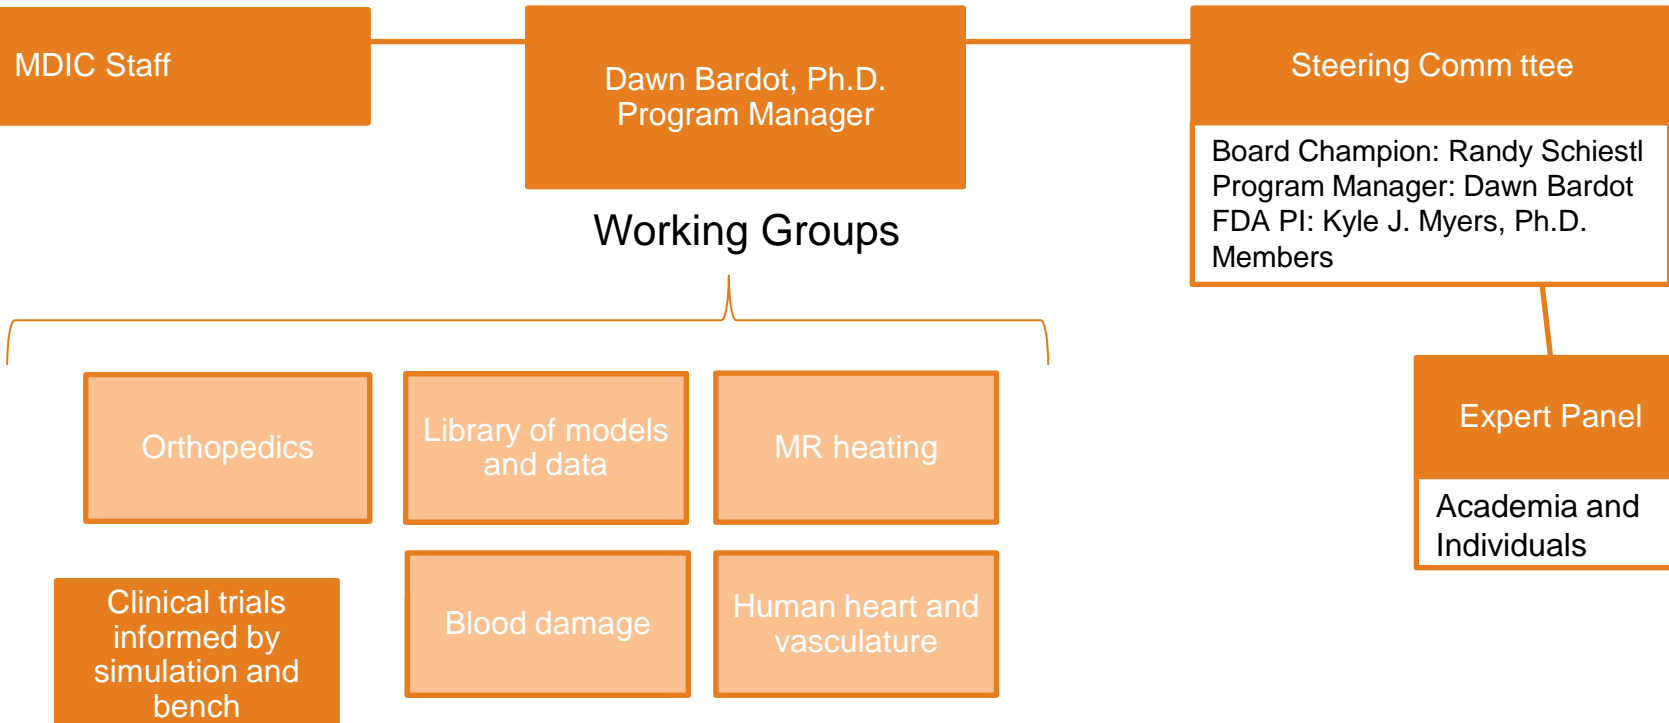 MDIC Staff
Dawn Bardot, Ph.D.
Program Manager
Steering Comm ttee
Board Champion: Randy Schiestl
Program Manager: Dawn Bardot
FDA PI: Kyle J. Myers, Ph.D.
Members
Working Groups
Orthopedics
Library of models
and data
MR heating
Expert Panel
Academia and
Individuals
Clinical trials
informed by
simulation and
bench
Blood damage
Human heart and
vasculature